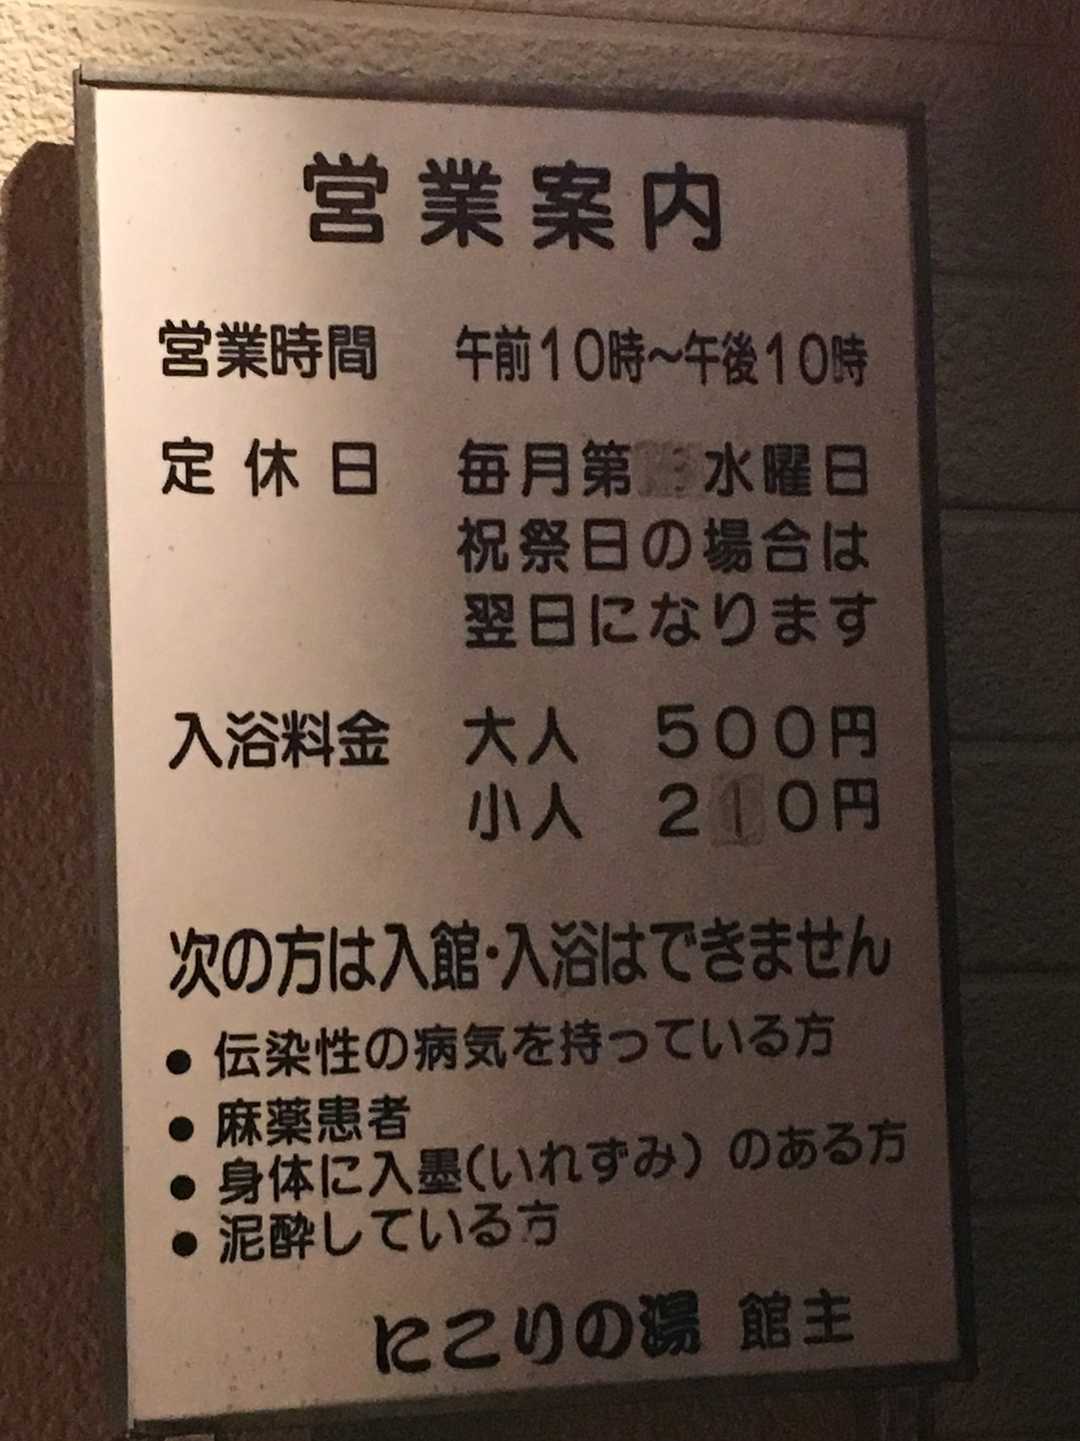 営業案内
営業時間 午前10時～午後10時
定休日 毎月第 水曜日
祝祭日の場合は
翌日になります
入浴料金 大人 500円
小人 210円
次の方は入館・入浴はできません
●伝染性の病気を持っている方
●麻薬患者
●身体に入墨(いれずみ)のある方
●泥酔している方
にこりの湯 館主